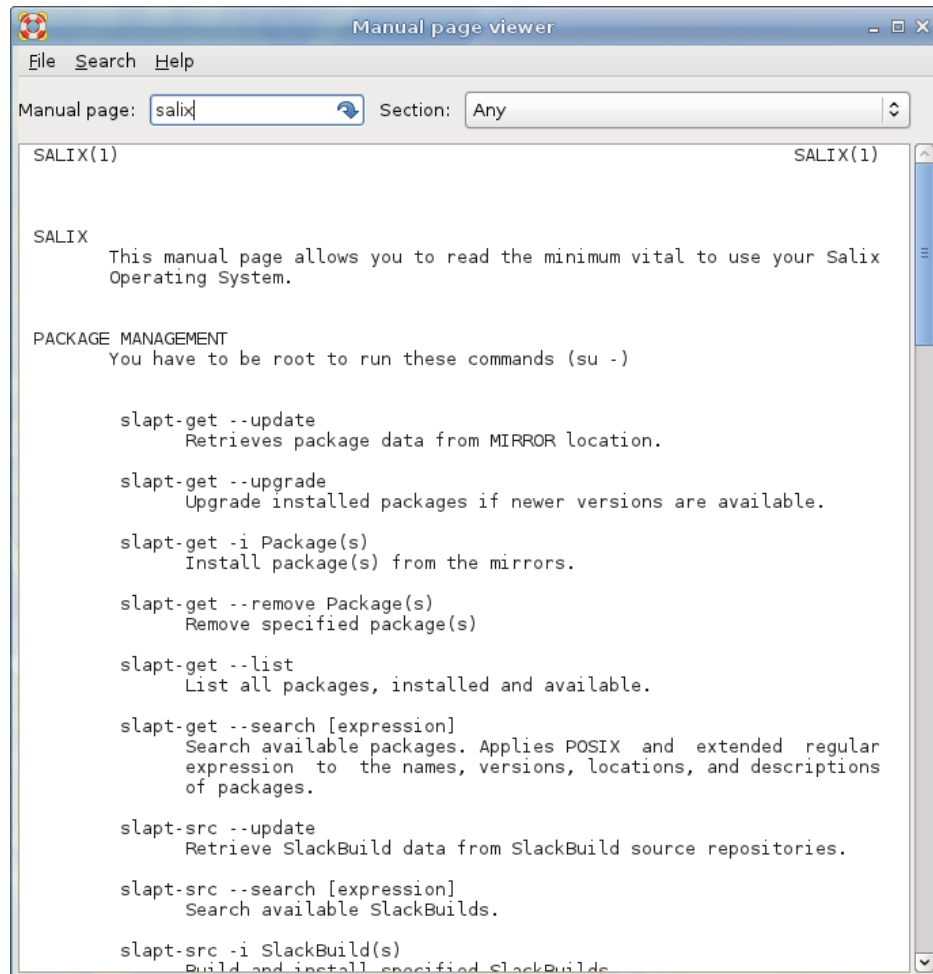 Manual page viewer
File Search Help
Manual page: salix Section: Any
SALIX(1) SALIX(1)
SALIX
This manual page allows you to read the minimum vital to use your Salix
Operating System.
PACKAGE MANAGEMENT
You have to be root to run these commands (su -)
slapt-get --update
Retrieves package data from MIRROR location.
slapt-get --upgrade
Upgrade installed packages if newer versions are available.
slapt-get -i Package(s)
Install package(s) from the mirrors.
slapt-get --remove Package(s)
Remove specified package(s)
slapt-get --list
List all packages, installed and available.
slapt-get --search [expression]
Search available packages. Applies POSIX and extended regular
expression to the names, versions, locations, and descriptions
of packages.
slapt-src --update
Retrieve SlackBuild data from SlackBuild source repositories.
slapt-src --search [expression]
Search available SlackBuilds.
slapt-src -i SlackBuild(s)
Build and install specified SlackBuilds